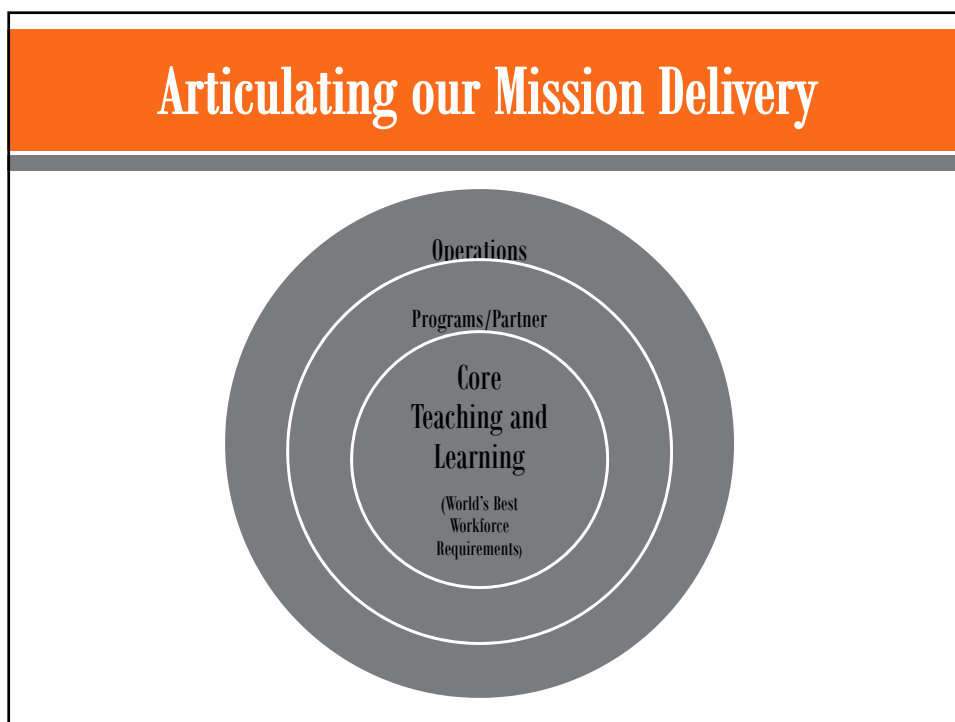 Articulating our Mission Delivery
Operations
Programs/Partner
Core
Teaching and
Learning
(World's Best
Workforce
Requirements)